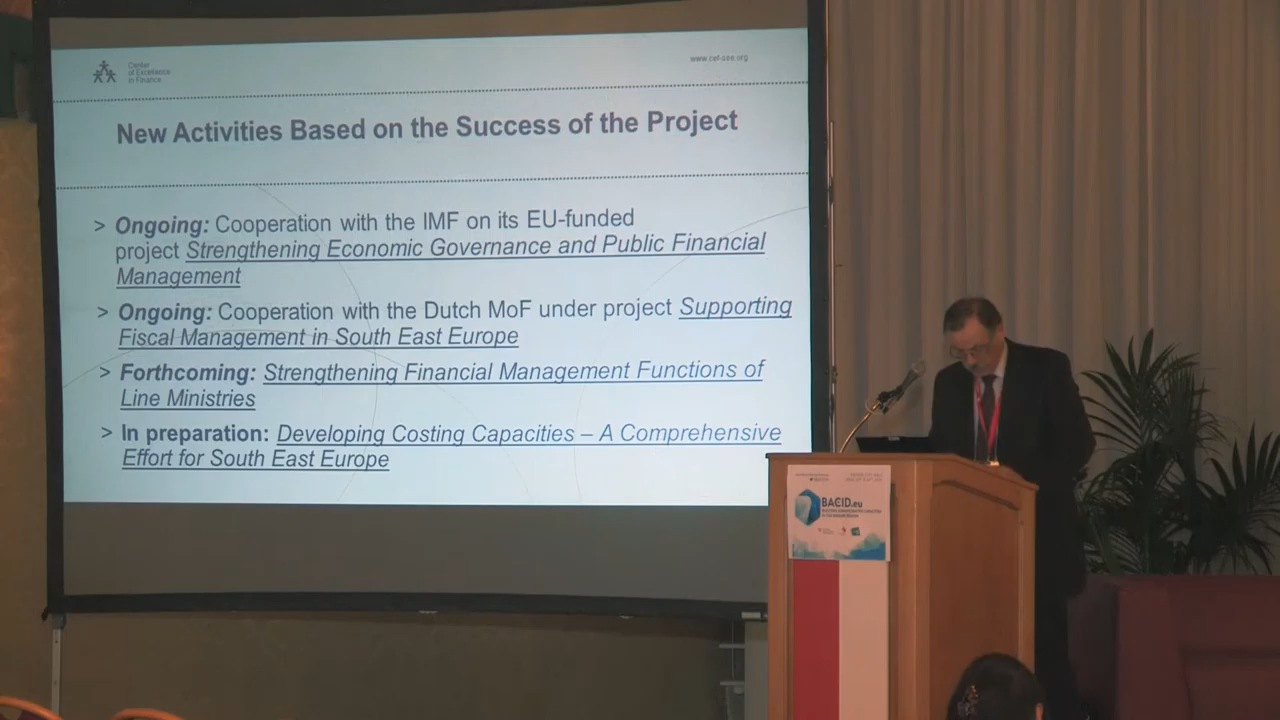 Center
of Excellence
in Finance
www.cef-see.org
New Activities Based on the Success of the Project
> Ongoing: Cooperation with the IMF on its EU-funded
project Strengthening Economic Governance and Public Financial
Management
> Ongoing: Cooperation with the Dutch MoF under project Supporting
Fiscal Management in South East Europe
> Forthcoming: Strengthening Financial Management Functions of
Line Ministries
> In preparation: Developing Costing Capacities – A Comprehensive
Effort for South East Europe
BACID.eu